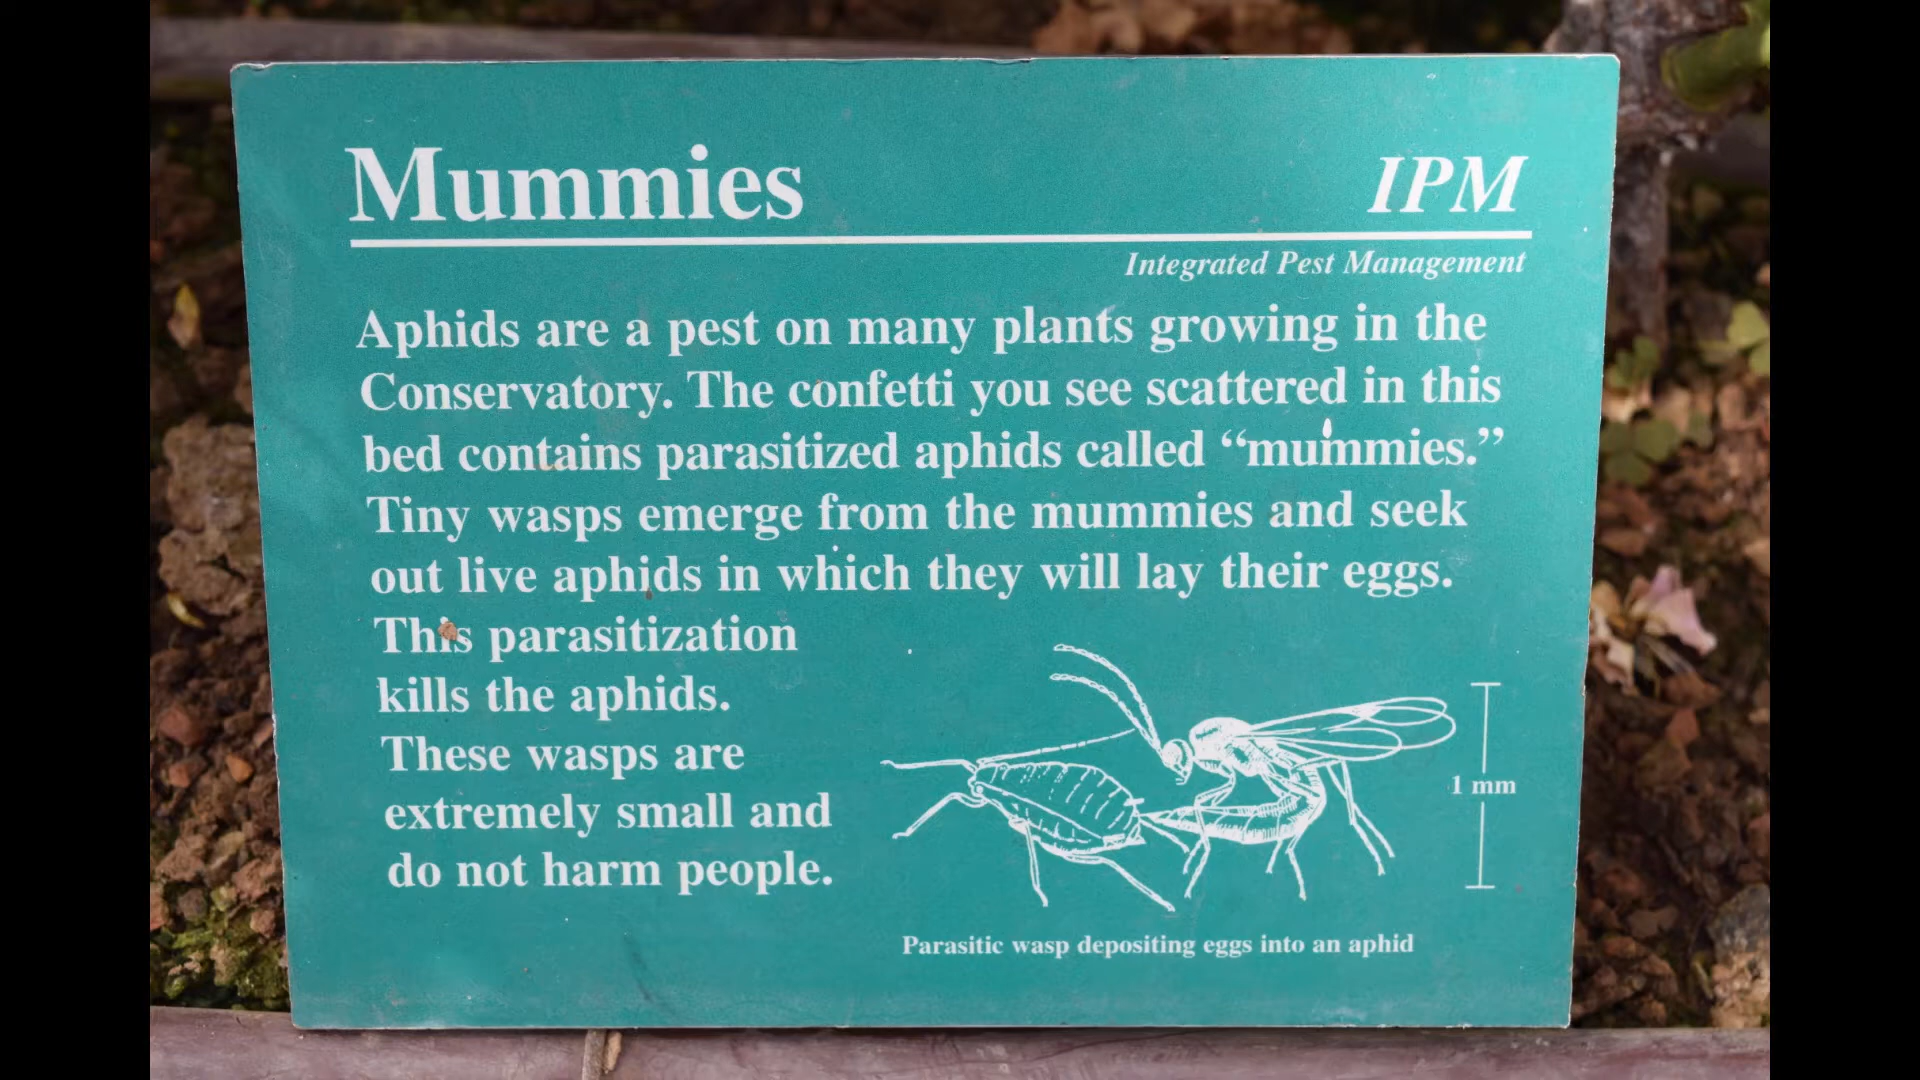 Mummies
IPM
Integrated Pest Management
Aphids are a pest on many plants growing in the
Conservatory. The confetti you see scattered in this
bed contains parasitized aphids called “mummies.”
Tiny wasps emerge from the mummies and seek
out live aphids in which they will lay their eggs.
This parasitization
kills the aphids.
These wasps are
extremely small and
do not harm people.
1 mm
Parasitic wasp depositing eggs into an aphid